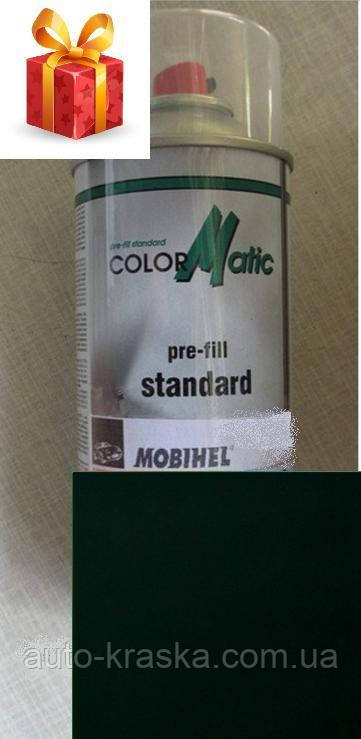 pre-fill standard
COLORMatic
pre-fill
standard
MOBIHEL
auto-kraska.com.ua